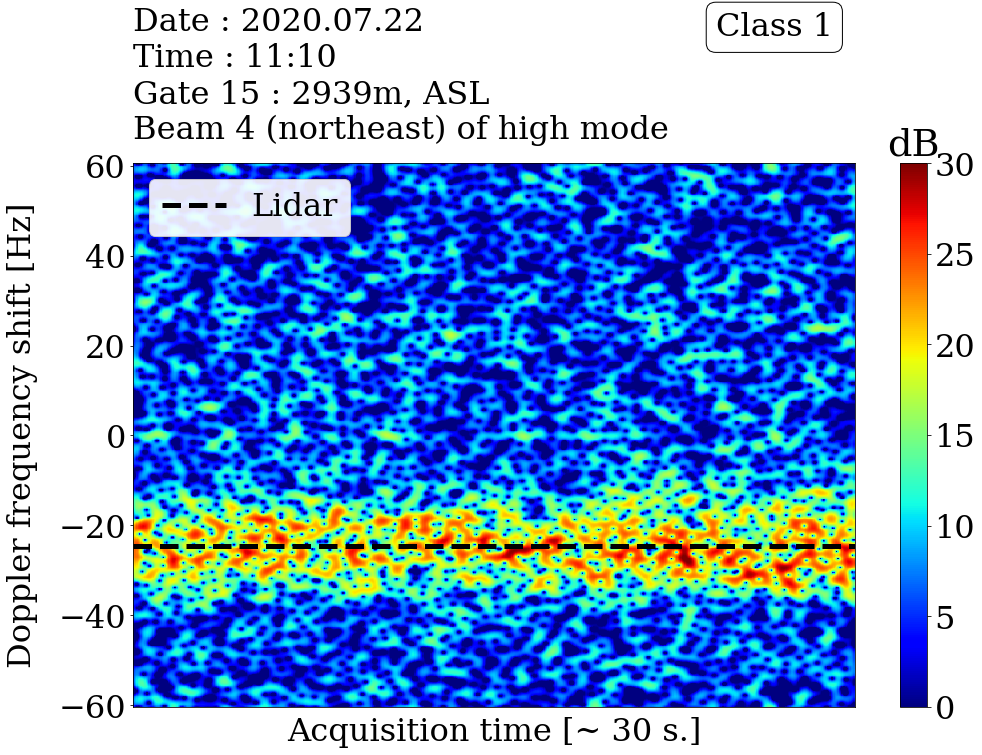 Date : 2020.07.22
Time : 11:10
Gate 15 : 2939m, ASL
Beam 4 (northeast) of high mode
Class 1
dB
Lidar
Doppler frequency shift [Hz]
60
40
20
0
−20
−40
−60
Acquisition time [~ 30 s.]
30
25
20
15
10
5
0